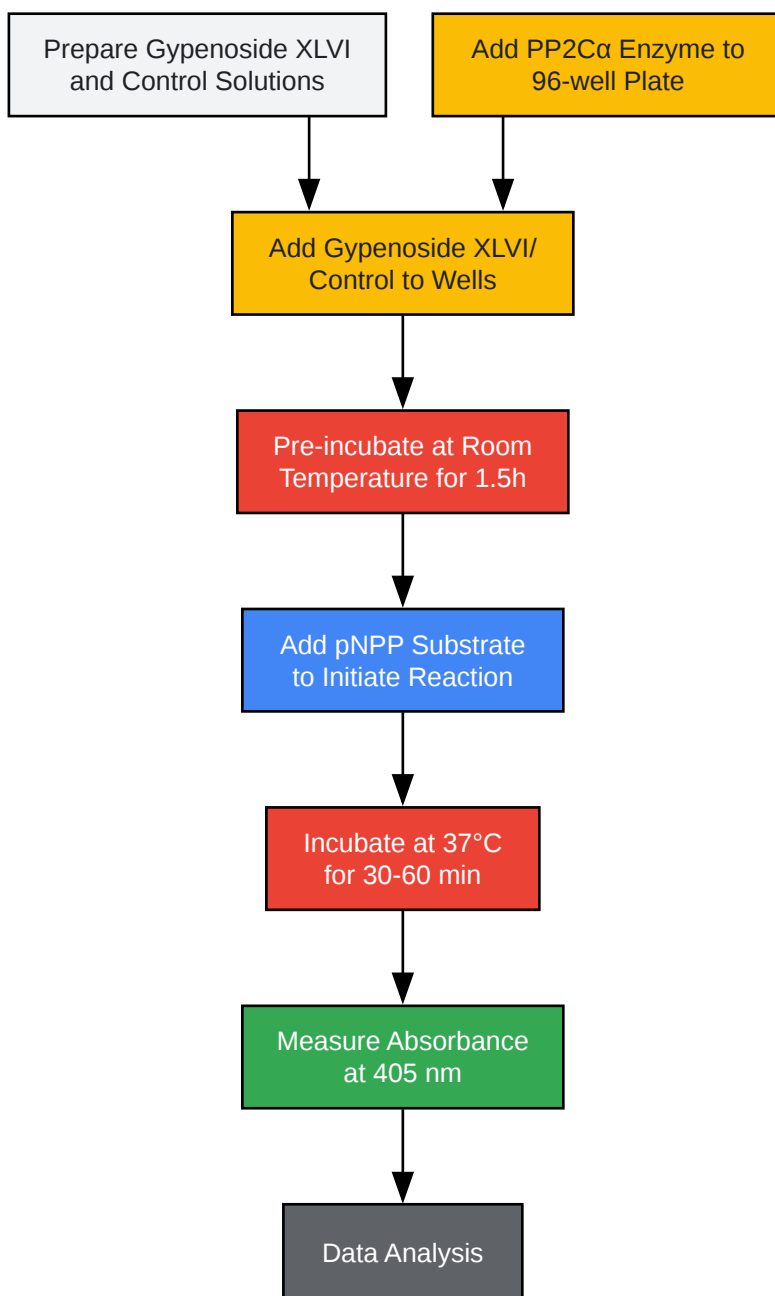 Prepare Gypenoside XLVI
and Control Solutions
Add PP2Cα Enzyme to
96-well Plate
Add Gypenoside XLVI/
Control to Wells
Pre-incubate at Room
Temperature for 1.5h
Add pNPP Substrate
to Initiate Reaction
Incubate at 37°C
for 30-60 min
Measure Absorbance
at 405 nm
Data Analysis